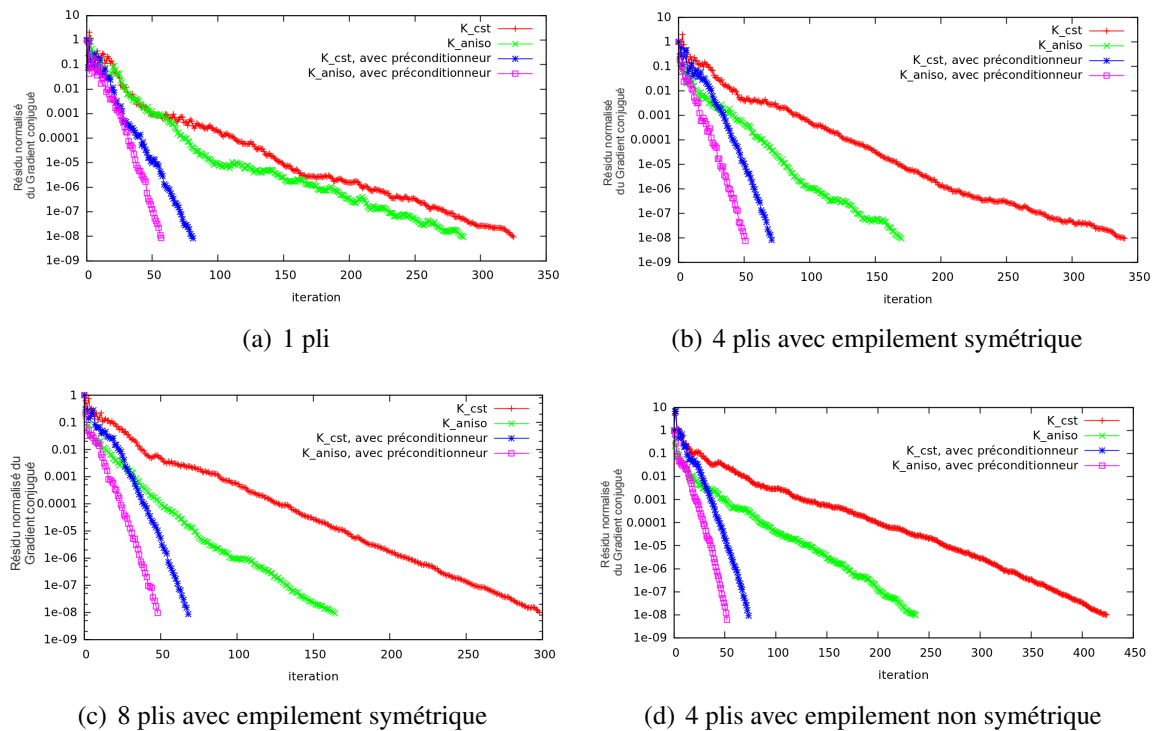 10
1
0.1
0.01
0.001
0.0001
1e-05
1e-06
1e-07
1e-08
1e-09
0 50 100 150 200 250 300 350
Résidu normalisé
du Gradient conjugué
iteration
K_cst
K_aniso
K_cst, avec préconditionneur
K_aniso, avec préconditionneur
(a) 1 pli
10
1
0.1
0.01
0.001
0.0001
1e-05
1e-06
1e-07
1e-08
1e-09
0 50 100 150 200 250 300 350
Résidu normalisé
du Gradient conjugué
iteration
K_cst
K_aniso
K_cst, avec préconditionneur
K_aniso, avec préconditionneur
(b) 4 plis avec empilement symétrique
1
0.1
0.01
0.001
0.0001
1e-05
1e-06
1e-07
1e-08
1e-09
0 50 100 150 200 250 300
Résidu normalisé du
Gradient conjugué
iteration
K_cst
K_aniso
K_cst, avec préconditionneur
K_aniso, avec préconditionneur
(c) 8 plis avec empilement symétrique
10
1
0.1
0.01
0.001
0.0001
1e-05
1e-06
1e-07
1e-08
1e-09
0 50 100 150 200 250 300 350 400 450
Résidu normalisé
du Gradient conjugué
iteration
K_cst
K_aniso
K_cst, avec préconditionneur
K_aniso, avec préconditionneur
(d) 4 plis avec empilement non symétrique